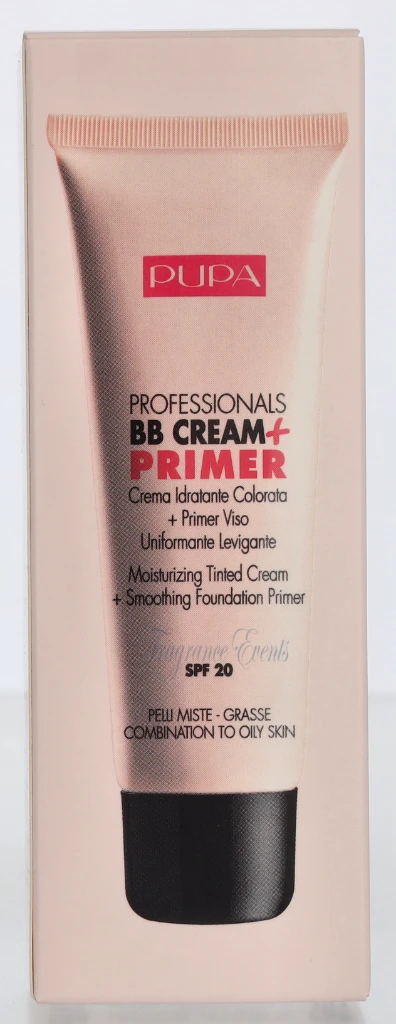 PUPA
PROFESSIONALS
BB CREAM+
PRIMER
Crema Idratante Colorata
+ Primer Viso
Uniformante Levigante
Moisturizing Tinted Cream
+ Smoothing Foundation Primer
Fragrance Events
SPF 20
PELLI MISTE - GRASSE
COMBINATION TO OILY SKIN